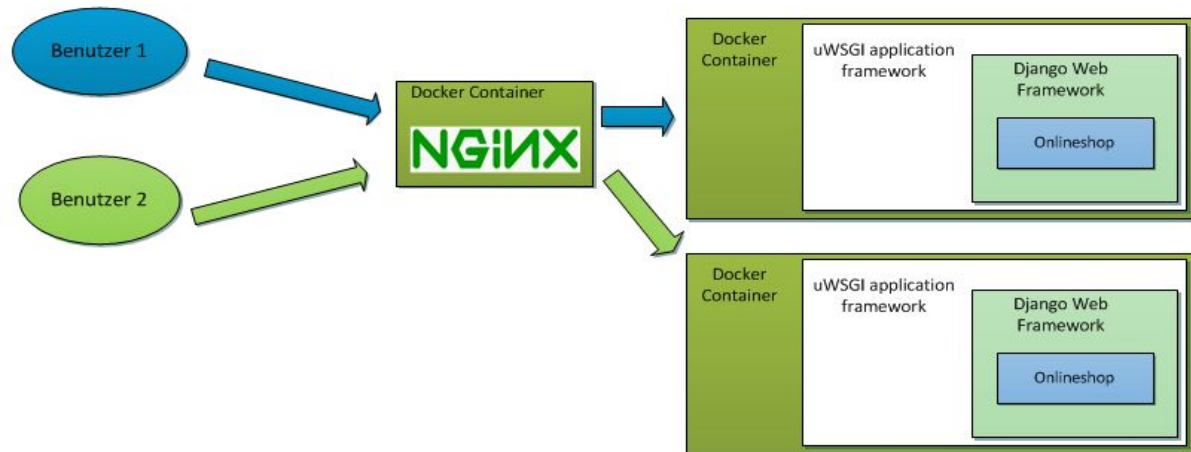 Benutzer 1
Benutzer 2
Docker Container
NGiNX
Docker
Container
uWSGI application
framework
Django Web
Framework
Onlineshop
Docker
Container
uWSGI application
framework
Django Web
Framework
Onlineshop